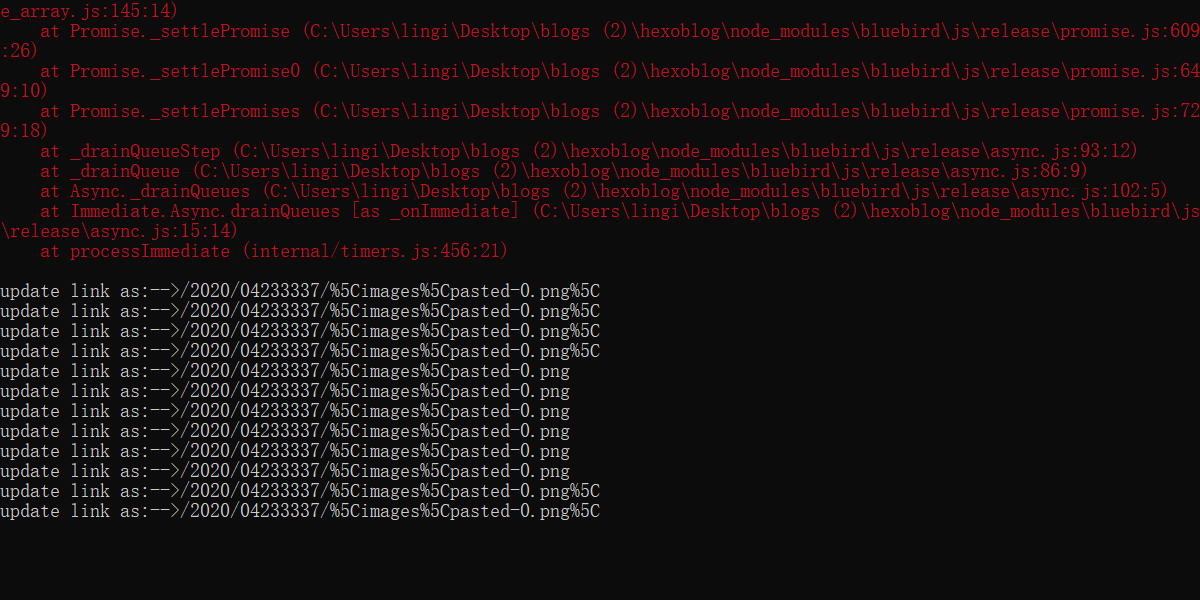 e_array.js:145:14)
    at Promise._settlePromise (C:\Users\lingi\Desktop\blogs (2)\hexoblog\node_modules\bluebird\js\release\promise.js:609
:26)
    at Promise._settlePromise0 (C:\Users\lingi\Desktop\blogs (2)\hexoblog\node_modules\bluebird\js\release\promise.js:64
9:10)
    at Promise._settlePromises (C:\Users\lingi\Desktop\blogs (2)\hexoblog\node_modules\bluebird\js\release\promise.js:72
9:18)
    at _drainQueueStep (C:\Users\lingi\Desktop\blogs (2)\hexoblog\node_modules\bluebird\js\release\async.js:93:12)
    at _drainQueue (C:\Users\lingi\Desktop\blogs (2)\hexoblog\node_modules\bluebird\js\release\async.js:86:9)
    at Async._drainQueues (C:\Users\lingi\Desktop\blogs (2)\hexoblog\node_modules\bluebird\js\release\async.js:102:5)
    at Immediate.Async.drainQueues [as _onImmediate] (C:\Users\lingi\Desktop\blogs (2)\hexoblog\node_modules\bluebird\js
\release\async.js:15:14)
    at processImmediate (internal/timers.js:456:21)

update link as:-->/2020/04233337/%5Cimages%5Cpasted-0.png%5C
update link as:-->/2020/04233337/%5Cimages%5Cpasted-0.png%5C
update link as:-->/2020/04233337/%5Cimages%5Cpasted-0.png%5C
update link as:-->/2020/04233337/%5Cimages%5Cpasted-0.png%5C
update link as:-->/2020/04233337/%5Cimages%5Cpasted-0.png
update link as:-->/2020/04233337/%5Cimages%5Cpasted-0.png
update link as:-->/2020/04233337/%5Cimages%5Cpasted-0.png
update link as:-->/2020/04233337/%5Cimages%5Cpasted-0.png
update link as:-->/2020/04233337/%5Cimages%5Cpasted-0.png
update link as:-->/2020/04233337/%5Cimages%5Cpasted-0.png
update link as:-->/2020/04233337/%5Cimages%5Cpasted-0.png%5C
update link as:-->/2020/04233337/%5Cimages%5Cpasted-0.png%5C